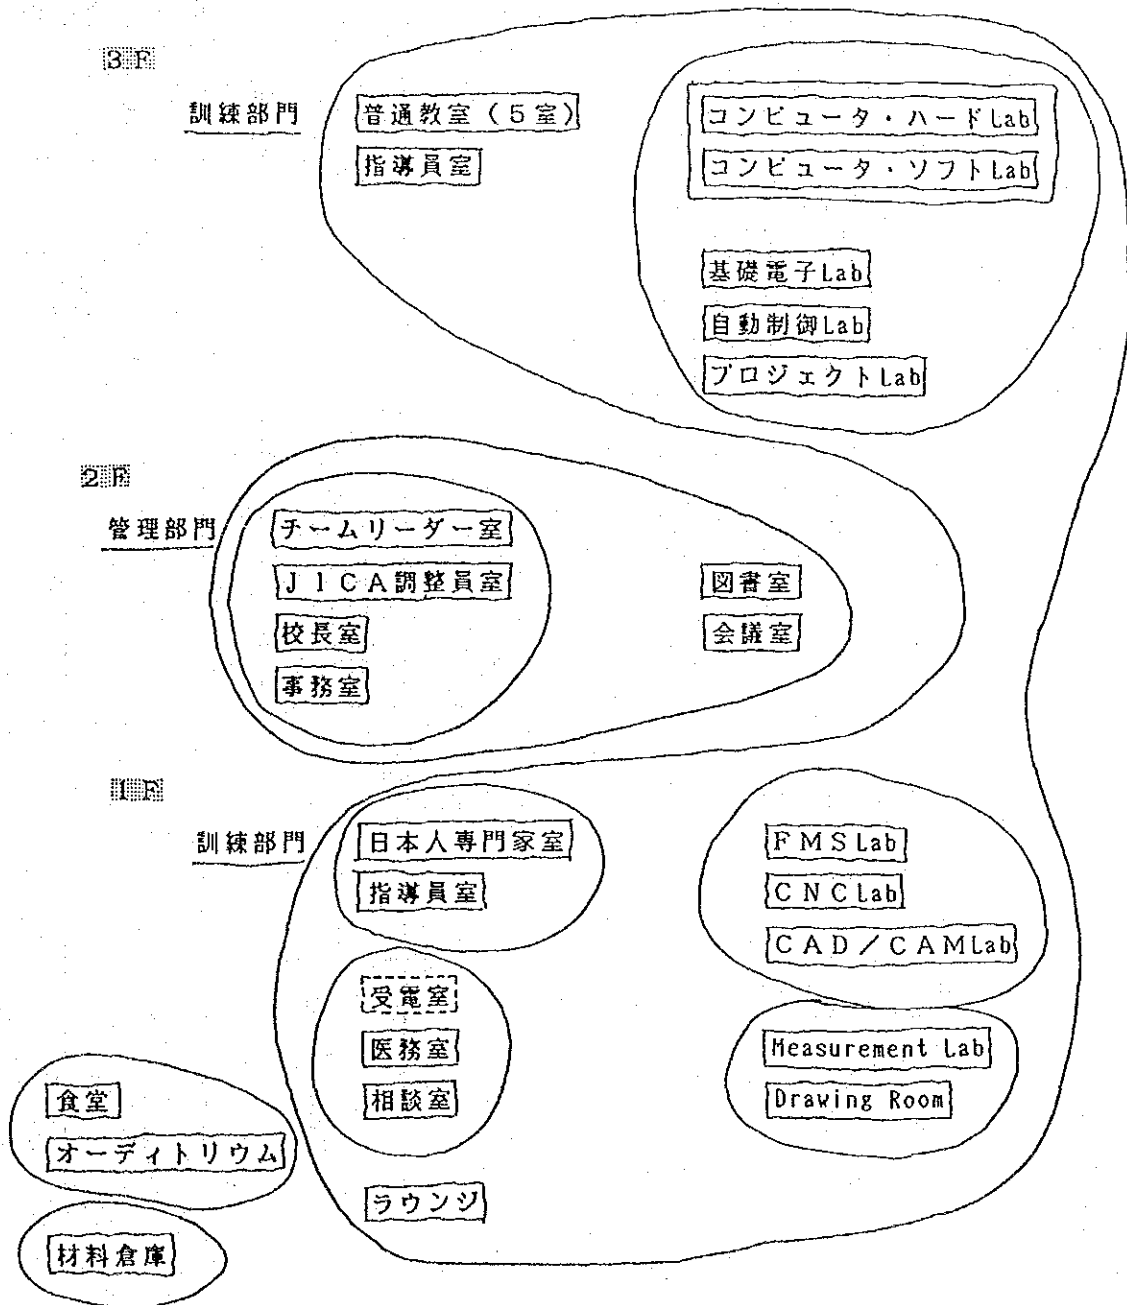 3F
訓練部門
普通教室(5室)
指導員室
コンピュータ・ハードLab
コンピュータ・ソフトLab
基礎電子Lab
自動制御Lab
プロジェクトLab
2F
管理部門
チームリーダー室
JICA調整員室
校長室
事務室
図書室
会議室
1F
訓練部門
日本人専門家室
指導員室
FMSLab
CNCLab
CAD/CAMLab
受電室
医務室
相談室
Measurement Lab
Drawing Room
食堂
オーディトリウム
ラウンジ
材料倉庫